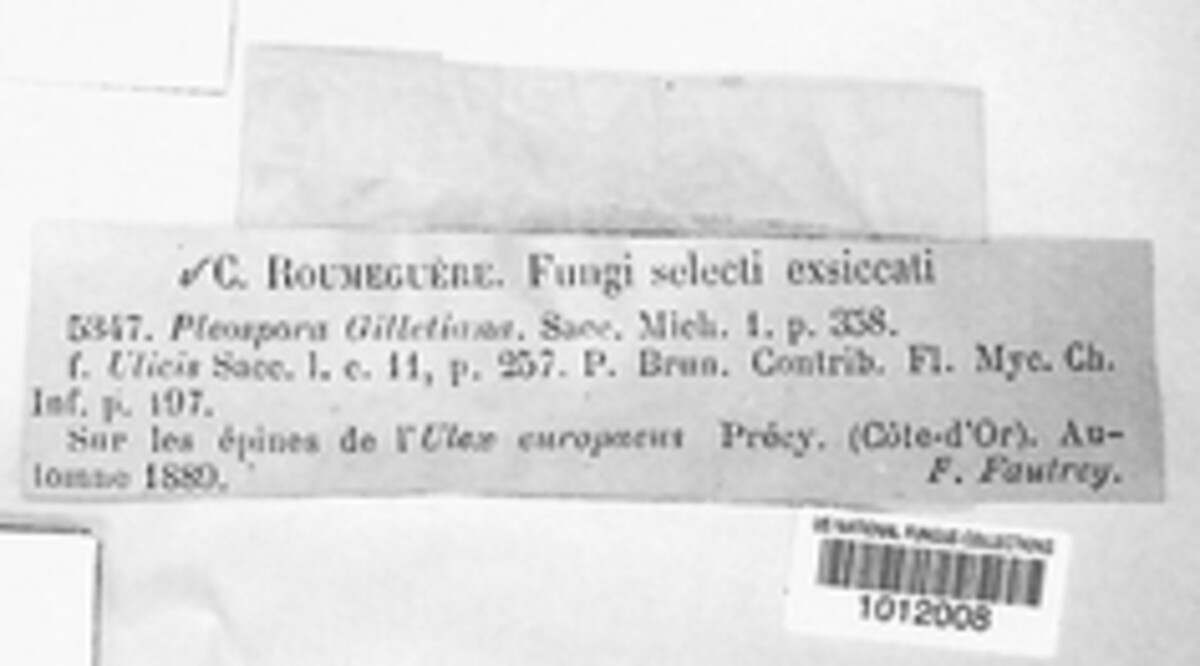 C. ROUMEGUÈRE. Fungi selecti exsiccati
5347. Pleospora Gilletiana. Sacc. Mich. 1. p. 358.
f. Ulicis Sacc. l. c. 11, p. 257. P. Brun. Contrib. Fl. Myc. Ch.
Inf. p. 197.
Sur les épines de l'Ulex europaeus Précy. (Côte-d'Or). Au-
tomne 1889.
F. Fautrey.
US NATIONAL FUNGUS COLLECTIONS
1012008